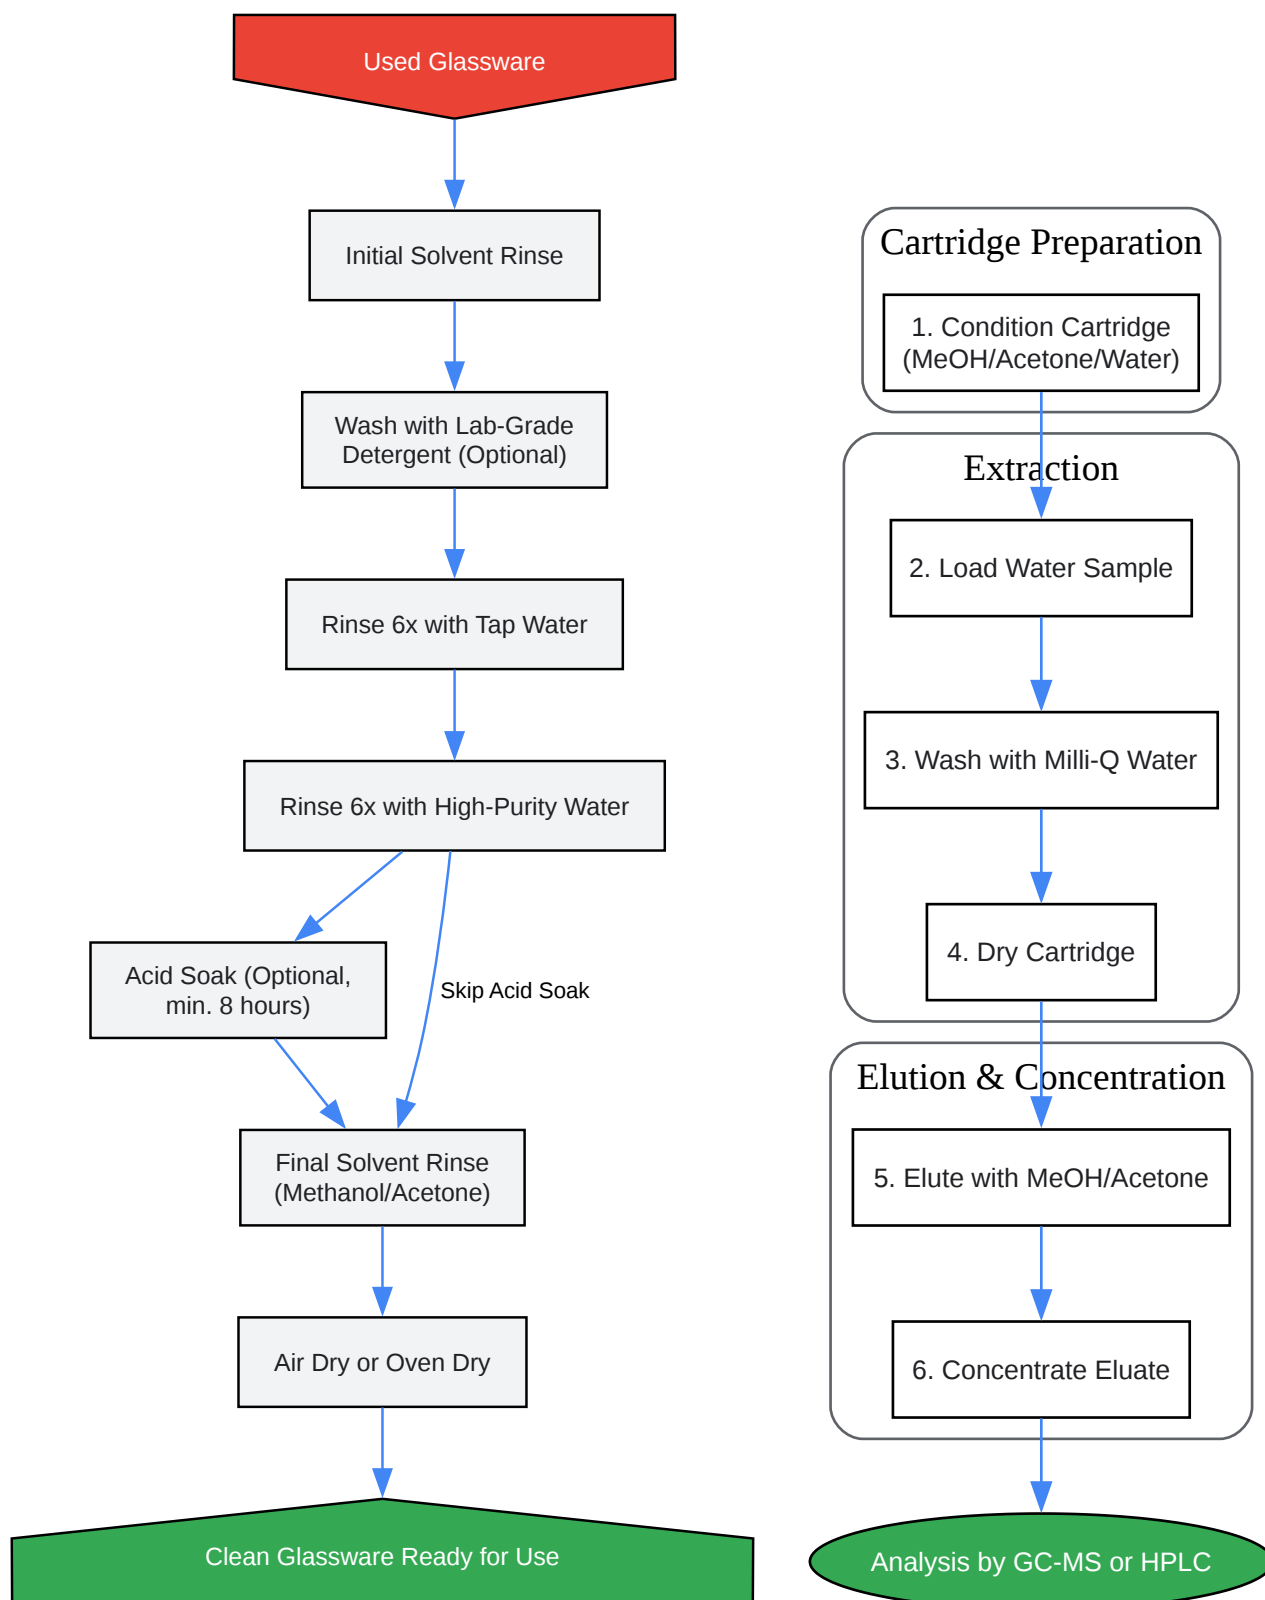 Used Glassware
Initial Solvent Rinse
Wash with Lab-Grade
Detergent (Optional)
Rinse 6x with Tap Water
Rinse 6x with High-Purity Water
Acid Soak (Optional,
min. 8 hours)
Skip Acid Soak
Final Solvent Rinse
(Methanol/Acetone)
Air Dry or Oven Dry
Clean Glassware Ready for Use
Cartridge Preparation
1. Condition Cartridge
(MeOH/Acetone/Water)
Extraction
2. Load Water Sample
3. Wash with Milli-Q Water
4. Dry Cartridge
Elution & Concentration
5. Elute with MeOH/Acetone
6. Concentrate Eluate
Analysis by GC-MS or HPLC